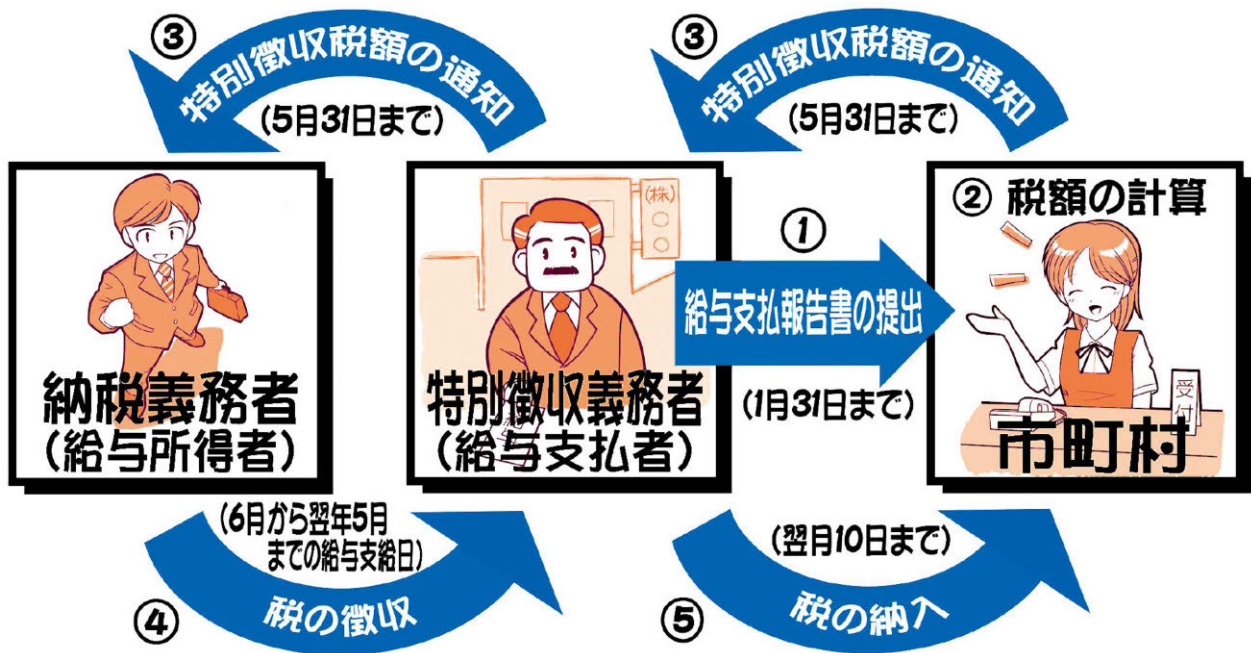 ③
特別徴収税額の通知
(5月31日まで)
③
特別徴収税額の通知
(5月31日まで)
納税義務者
(給与所得者)
(株)
特別徴収義務者
(給与支払者)
①
給与支払報告書の提出
(1月31日まで)
② 税額の計算
受付
市町村
(6月から翌年5月
までの給与支給日)
④
税の徴収
(翌月10日まで)
⑤
税の納入